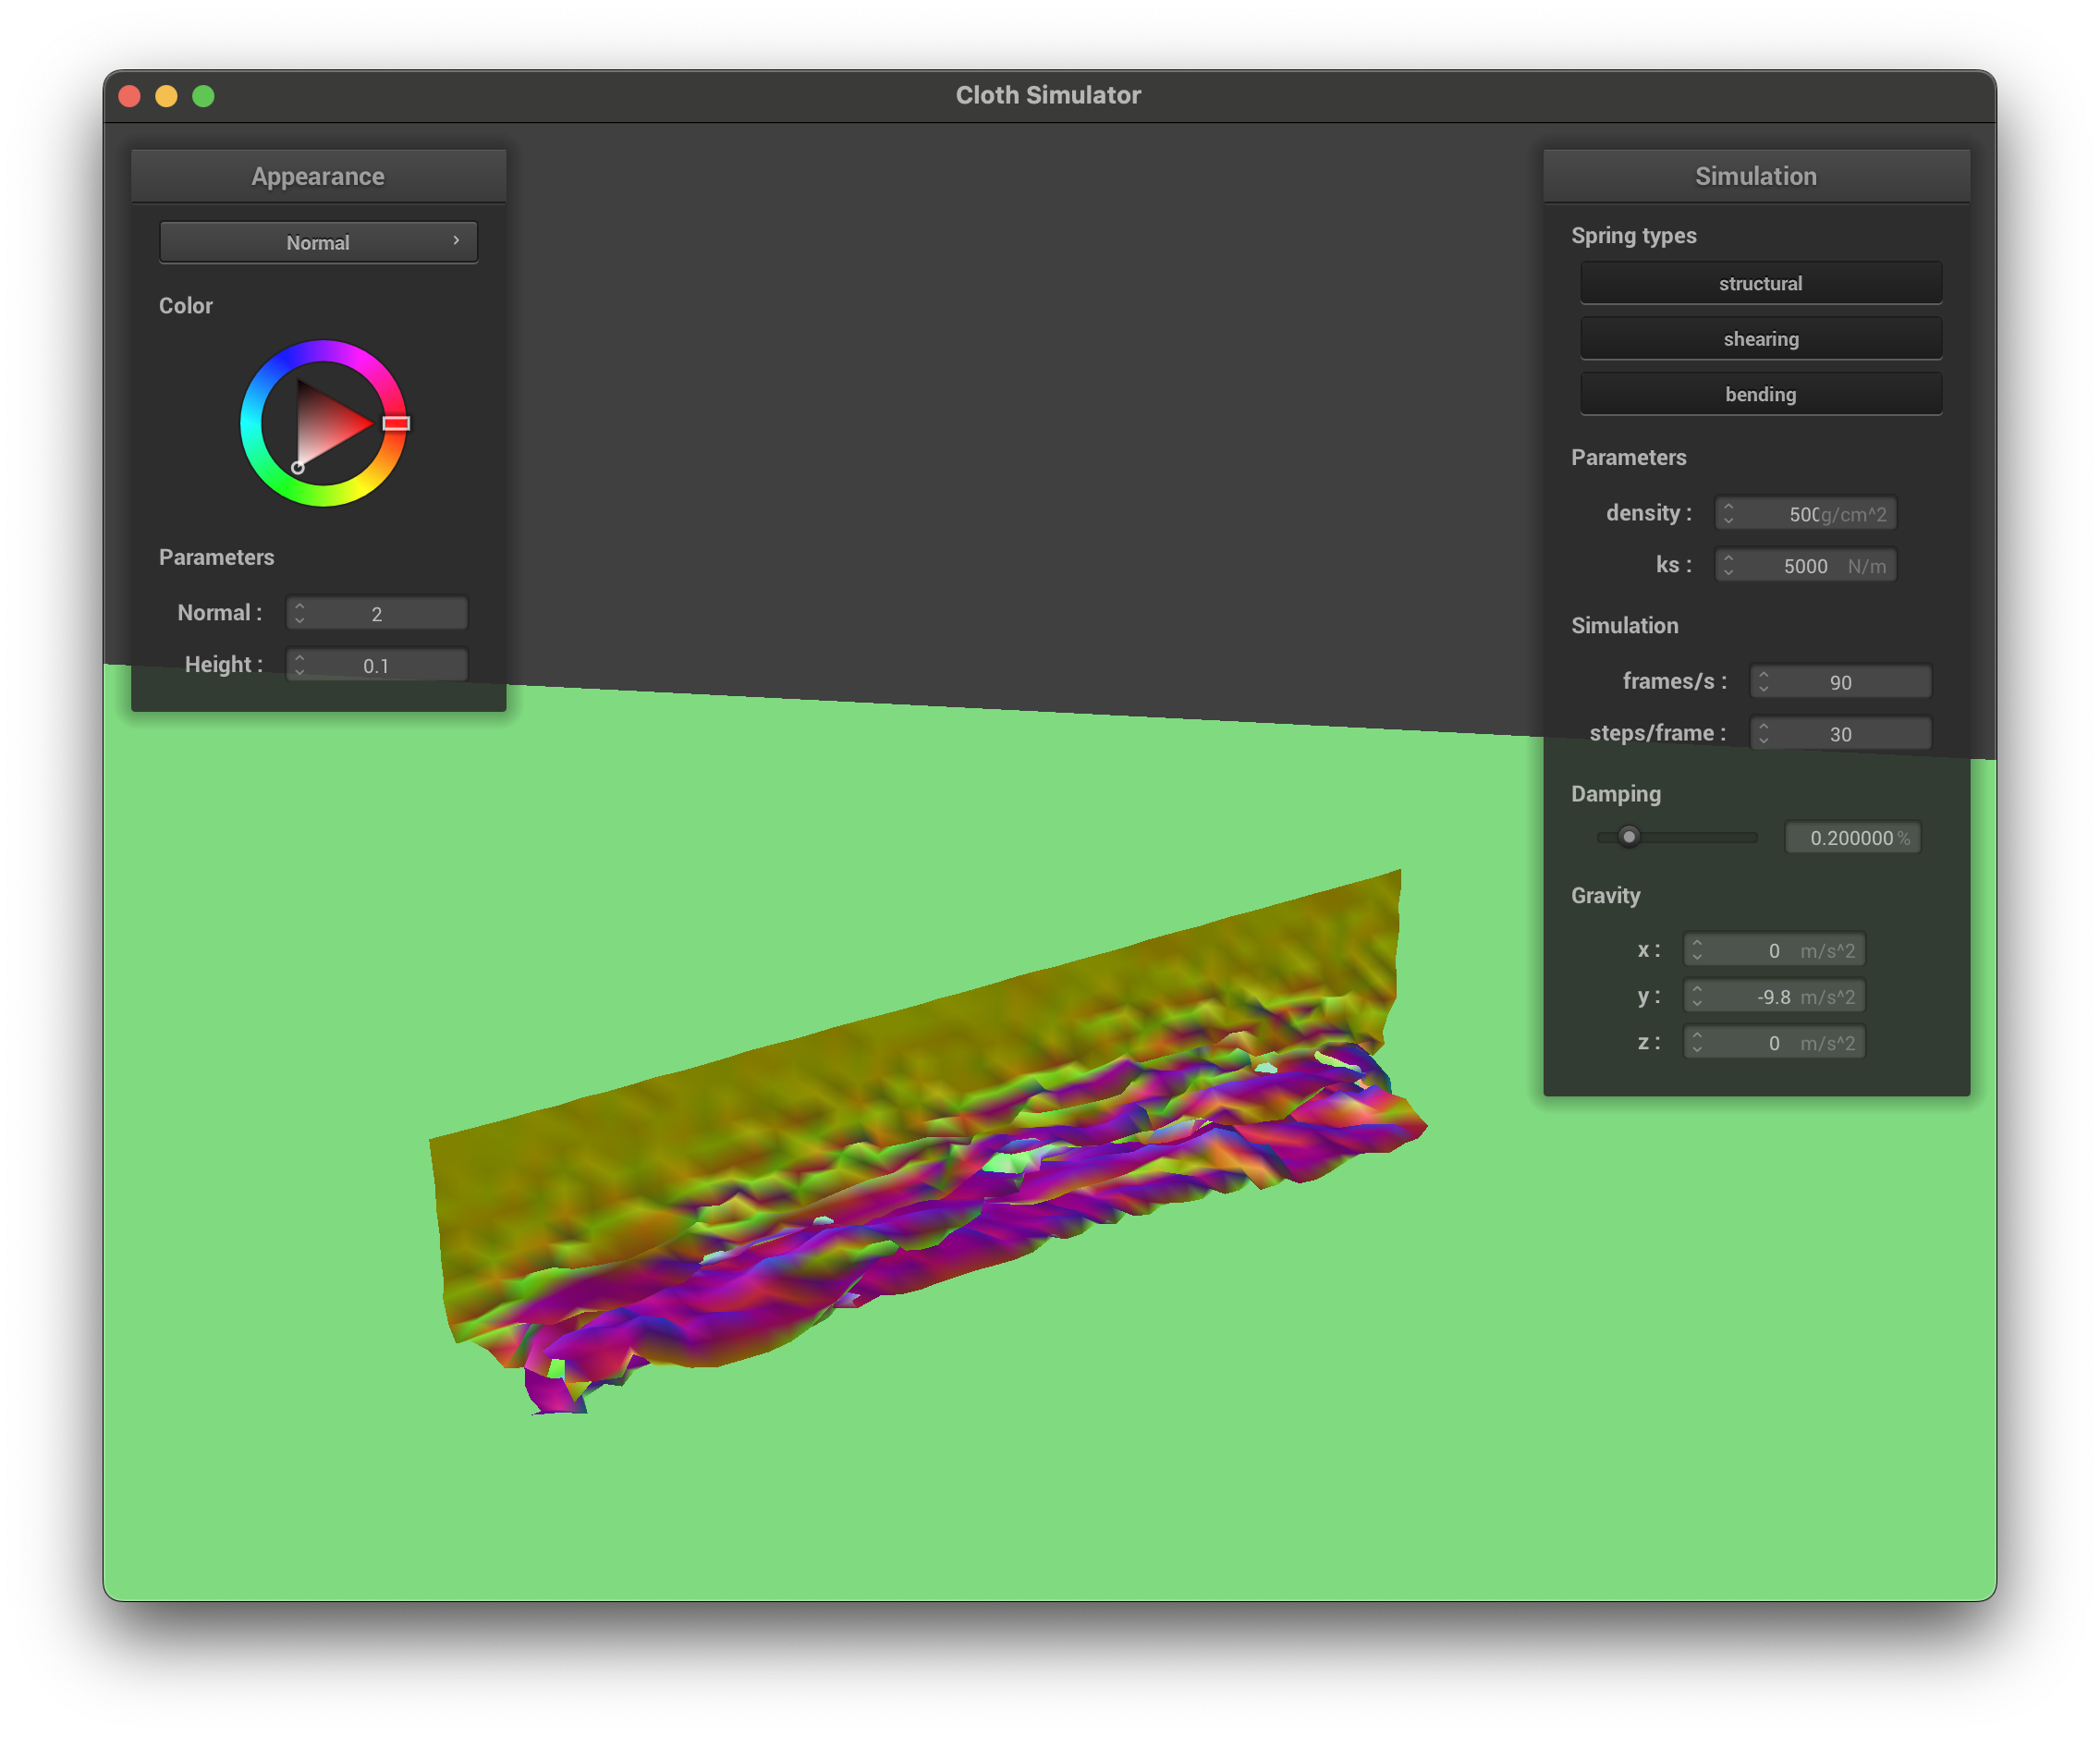 Cloth Simulator
Appearance
Normal
Color
Parameters
Normal :
2
Height :
0.1
Simulation
Spring types
structural
shearing
bending
Parameters
density :
500 g/cm^2
ks :
5000 N/m
Simulation
frames/s :
90
steps/frame :
30
Damping
0.200000 %
Gravity
x :
0 m/s^2
y :
-9.8 m/s^2
z :
0 m/s^2